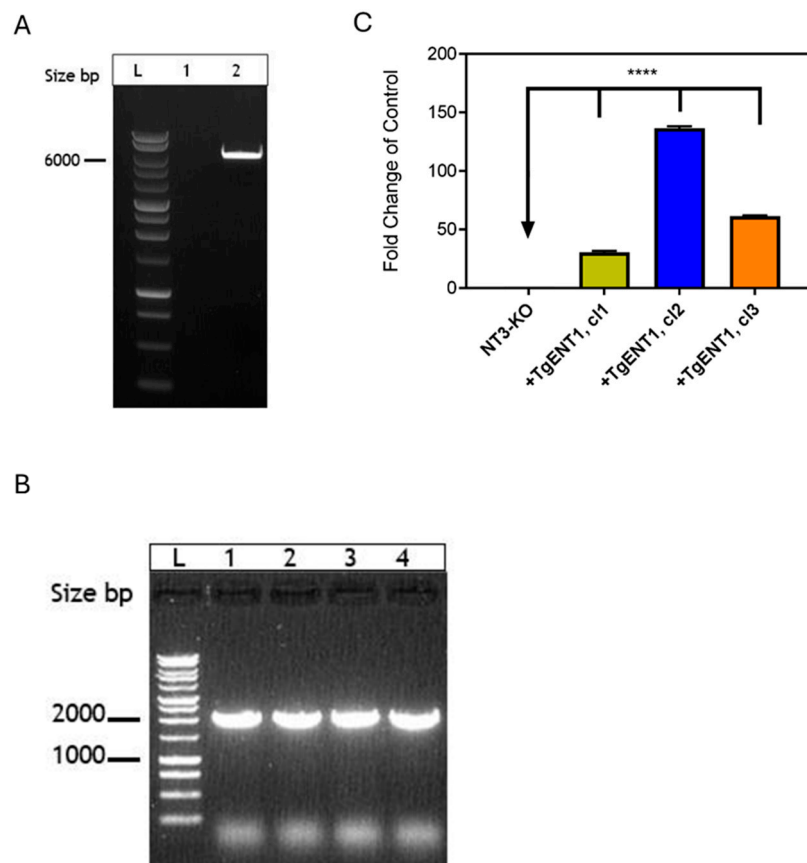 A
Size bp L 1 2
6000
C
Fold Change of Control
200
150
100
50
0
****
NT3-KO
+TgENT1, cl1
+TgENT1, cl2
+TgENT1, cl3
B
L 1 2 3 4
Size bp
2000
1000